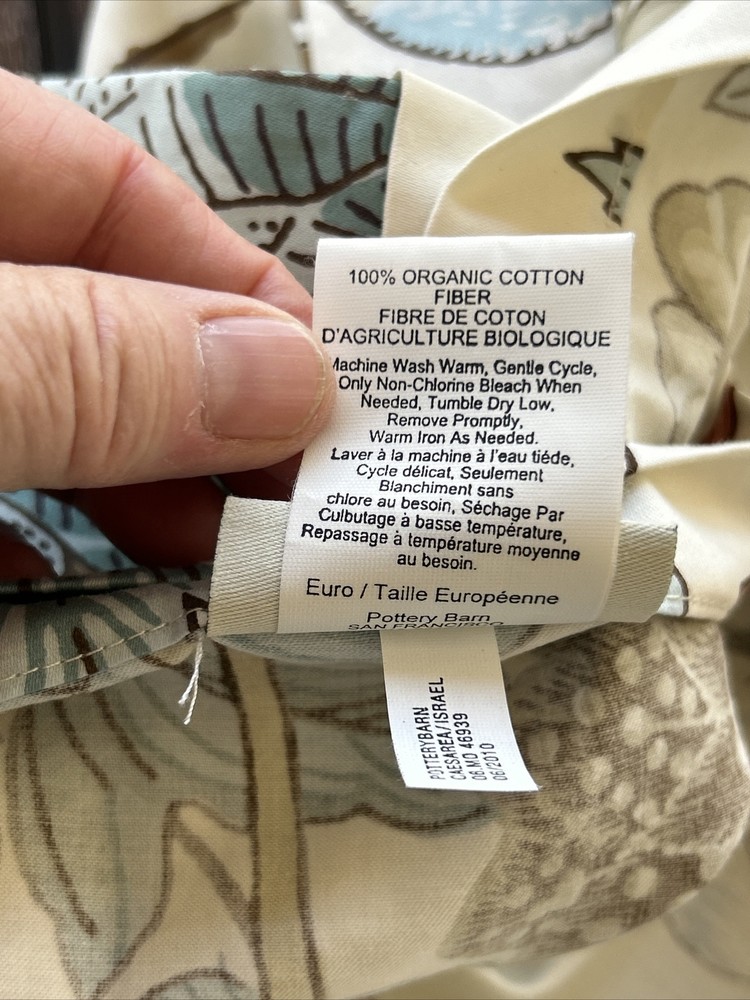 100% ORGANIC COTTON
FIBER
FIBRE DE COTON
D'AGRICULTURE BIOLOGIQUE
Machine Wash Warm, Gentle Cycle,
Only Non-Chlorine Bleach When
Needed, Tumble Dry Low,
Remove Promptly,
Warm Iron As Needed.
Laver à la machine à l'eau tiéde,
Cycle délicat, Seulement
Blanchiment sans
chlore au besoin, Séchage Par
Culbutage à basse température,
Repassage à température moyenne
au besoin.
Euro / Taille Européenne
Pottery Barn
SAN FRANCISCO
POTTERYBARN
CAESAREA/ISRAEL
06.MO 46939
06/2010